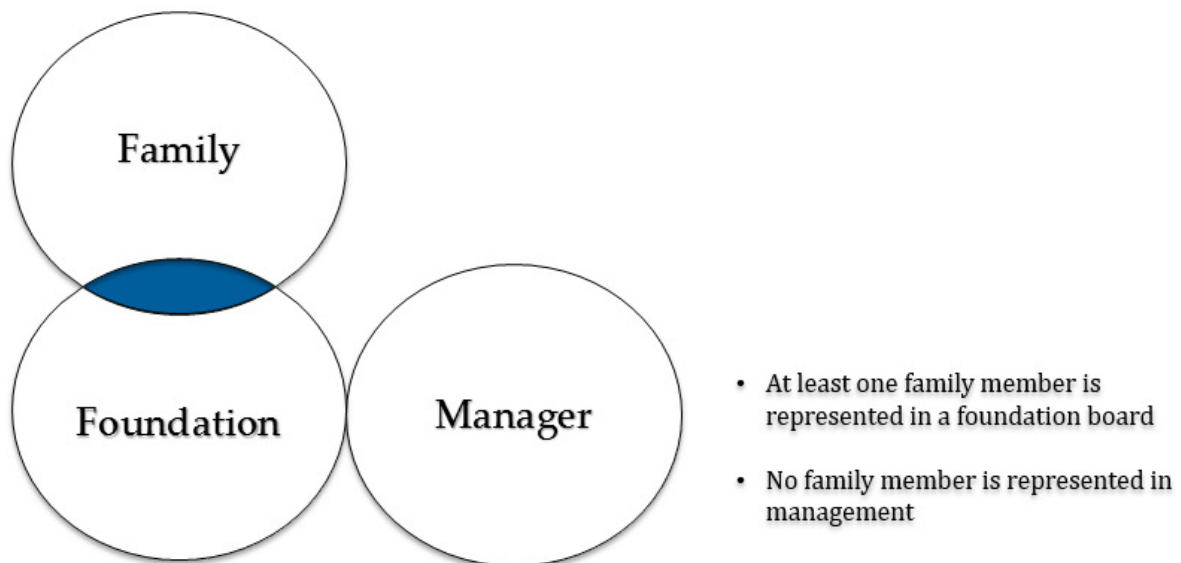 Family
Foundation
Manager
• At least one family member is
represented in a foundation board
• No family member is represented in
management